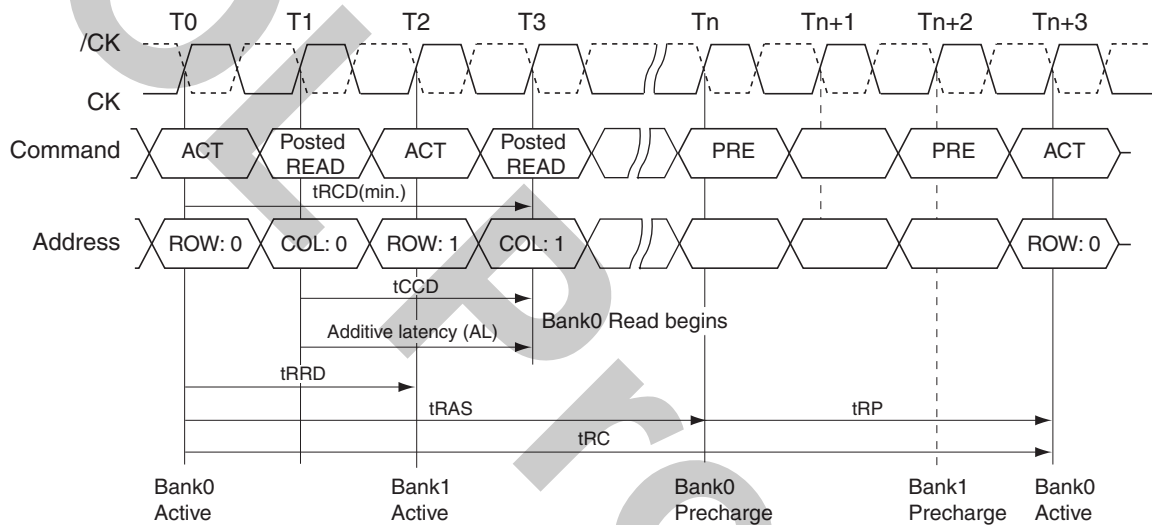 T0 T1 T2 T3 Tn Tn+1 Tn+2 Tn+3
/CK
CK
Command ACT Posted READ ACT Posted READ PRE PRE ACT
tRCD(min.)
Address ROW: 0 COL: 0 ROW: 1 COL: 1 ROW: 0
tCCD
Bank0 Read begins
Additive latency (AL)
tRRD
tRAS tRP
tRC
Bank0 Active Bank1 Active Bank0 Precharge Bank1 Precharge Bank0 Active